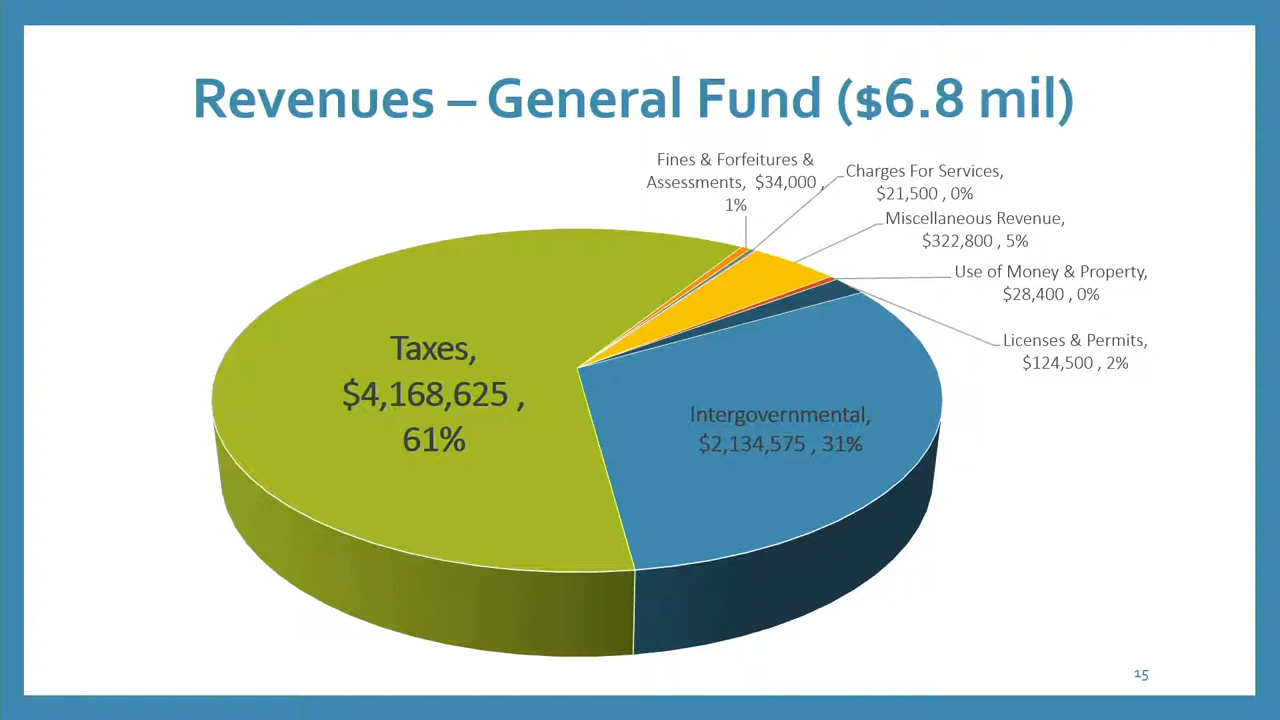 Revenues – General Fund ($6.8 mil)
Fines & Forfeitures &
Assessments, $34,000 ,
1%
Charges For Services,
$21,500 , 0%
Miscellaneous Revenue,
$322,800 , 5%
Use of Money & Property,
$28,400 , 0%
Licenses & Permits,
$124,500 , 2%
Taxes,
$4,168,625 ,
61%
Intergovernmental,
$2,134,575 , 31%
15